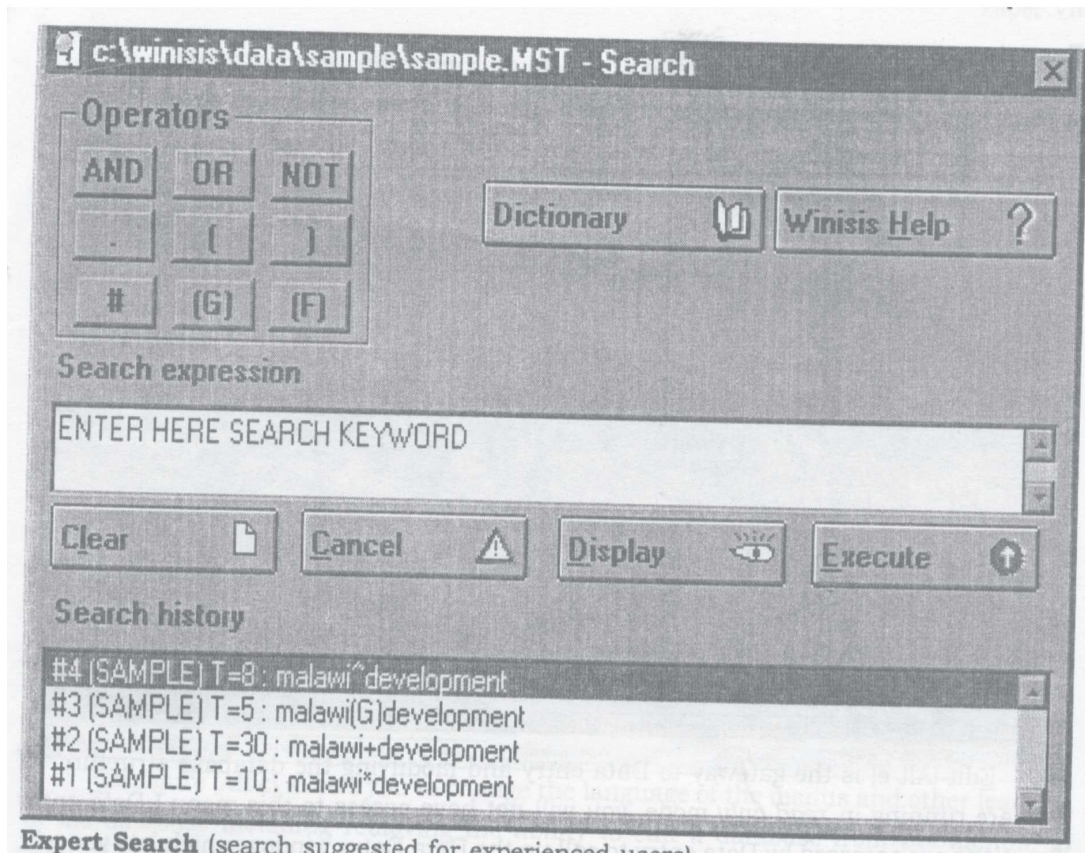 c:\winisis\data\sample\sample.MST - Search
Operators
AND OR NOT
. ( )
# (G) (F)
Dictionary
Winisis Help ?
Search expression
ENTER HERE SEARCH KEYWORD
Clear
Cancel
Display
Execute
Search history
#4 (SAMPLE) T=8 : malawi^development
#3 (SAMPLE) T=5 : malawi(G)development
#2 (SAMPLE) T=30 : malawi+development
#1 (SAMPLE) T=10 : malawi*development
Expert Search (search suggested for experienced users)